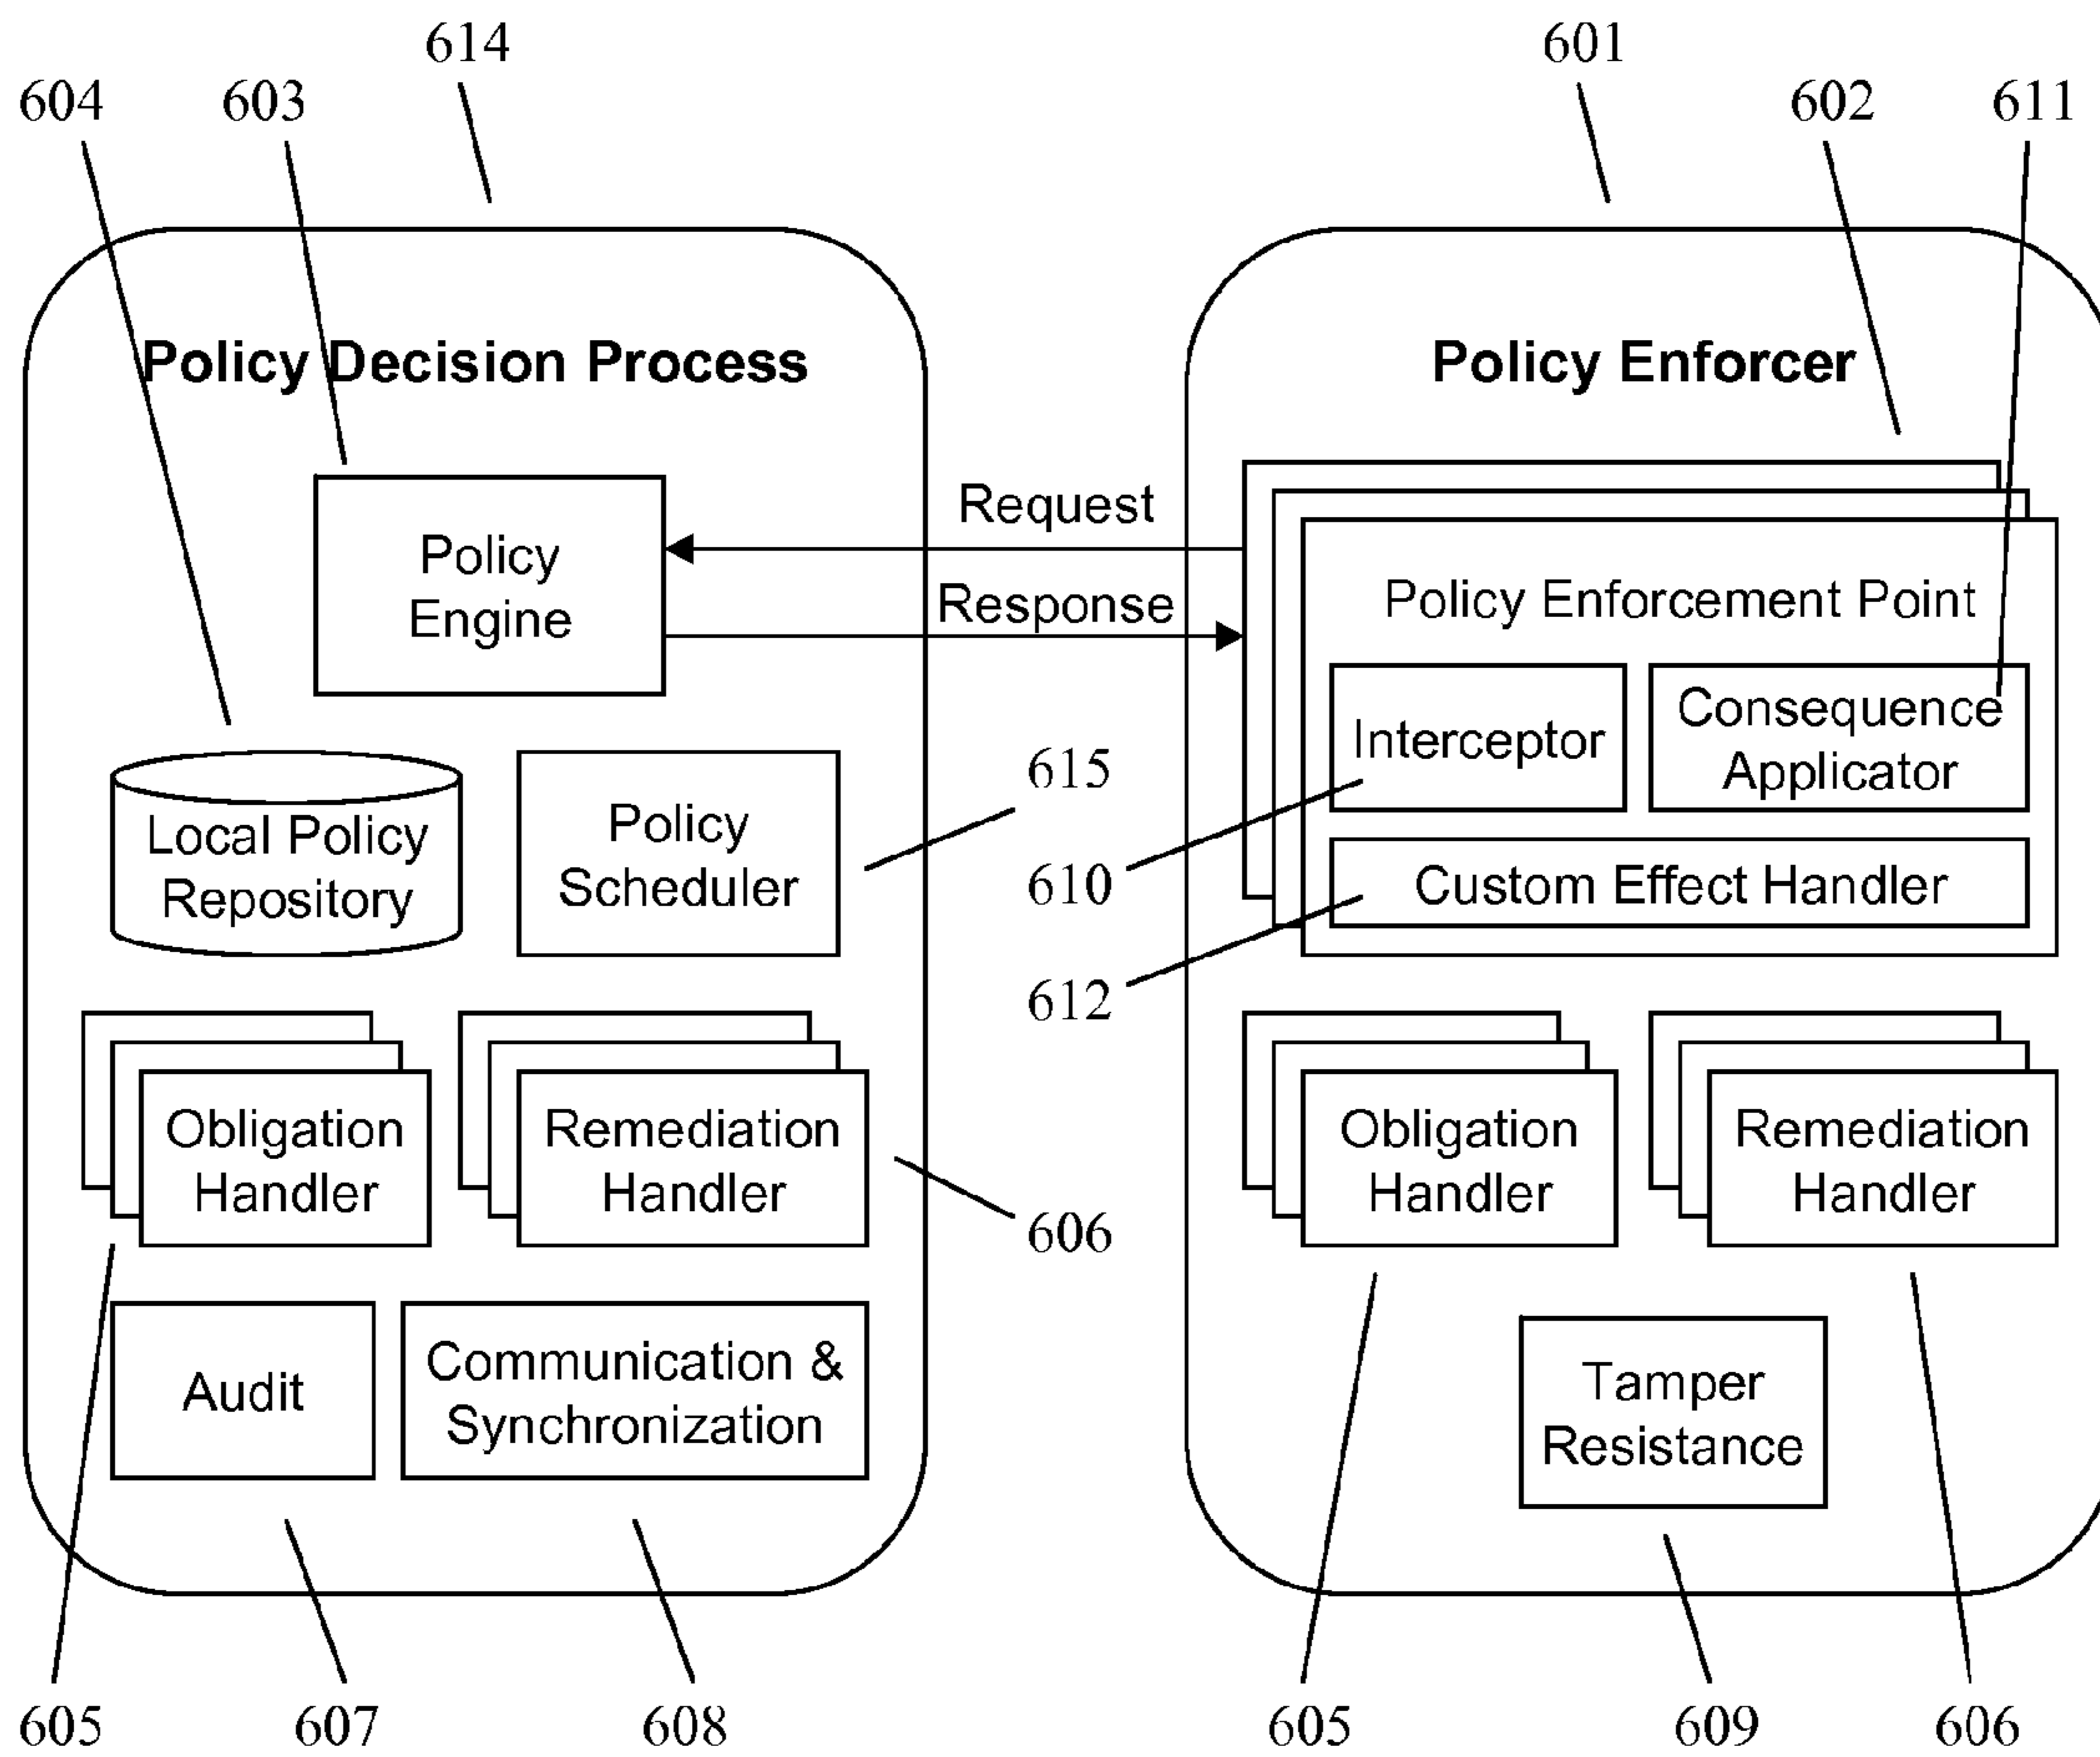 614
601
604
603
602
611
Policy Decision Process
Policy Enforcer
Request
Policy
Engine
Response
Policy Enforcement Point
Interceptor
Consequence
Applicator
615
Local Policy
Repository
Policy
Scheduler
610
Custom Effect Handler
612
Obligation
Handler
Remediation
Handler
606
Obligation
Handler
Remediation
Handler
Audit
Communication &
Synchronization
Tamper
Resistance
605
607
608
605
609
606